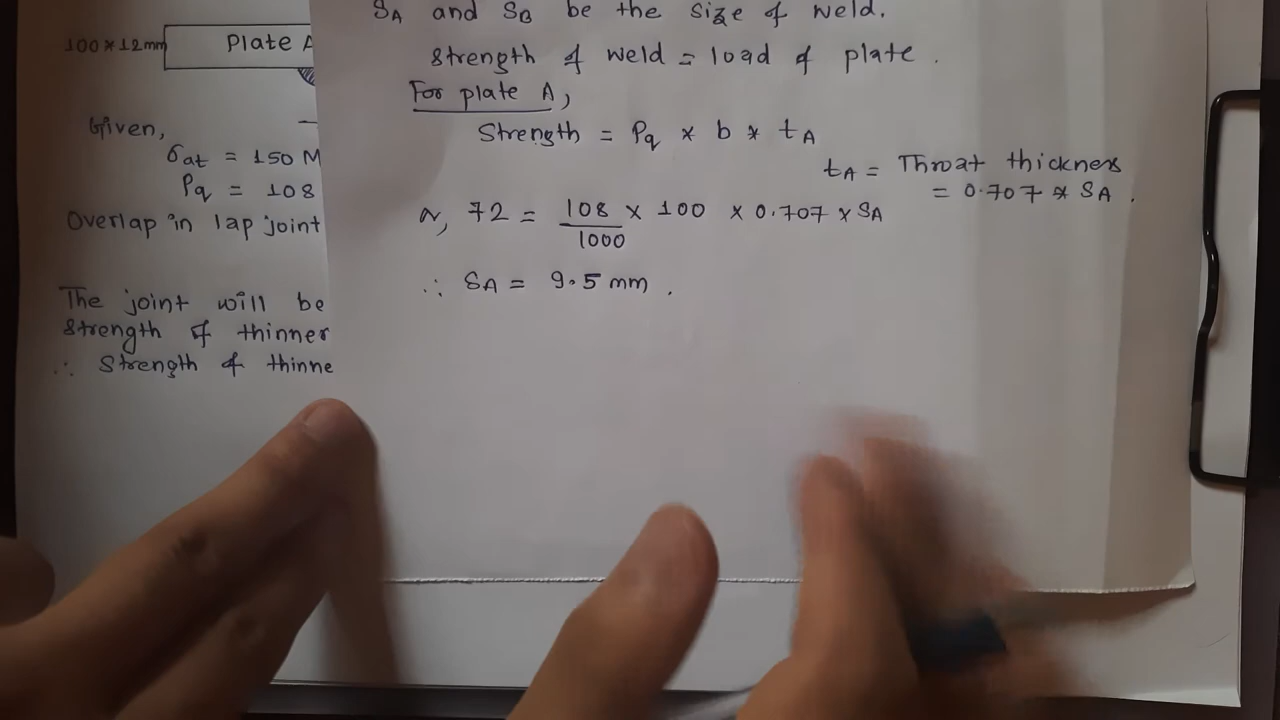 100*12mm
Plate A
Given,
σat = 150 M
Pq = 108
Overlap in lap joint
The joint will be
strength of thinner
∴ Strength of thinne
SA and SB be the size of weld.
strength of weld = load of plate.
For plate A,
Strength = Pq * b * tA
tA = Throat thickness
= 0.707 * SA.
72 = 108/1000 × 100 × 0.707 × SA
∴ SA = 9.5 mm.